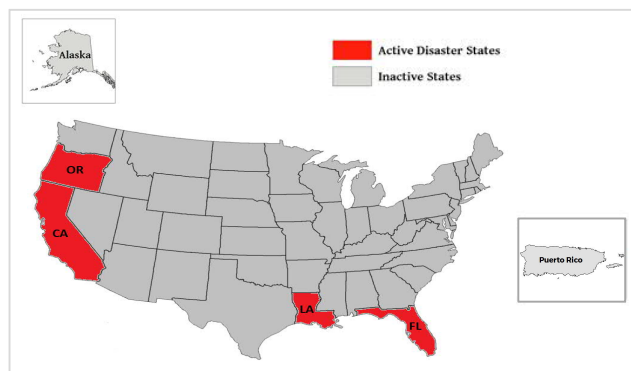 Alaska
Active Disaster States
Inactive States
OR
CA
LA
FL
Puerto Rico